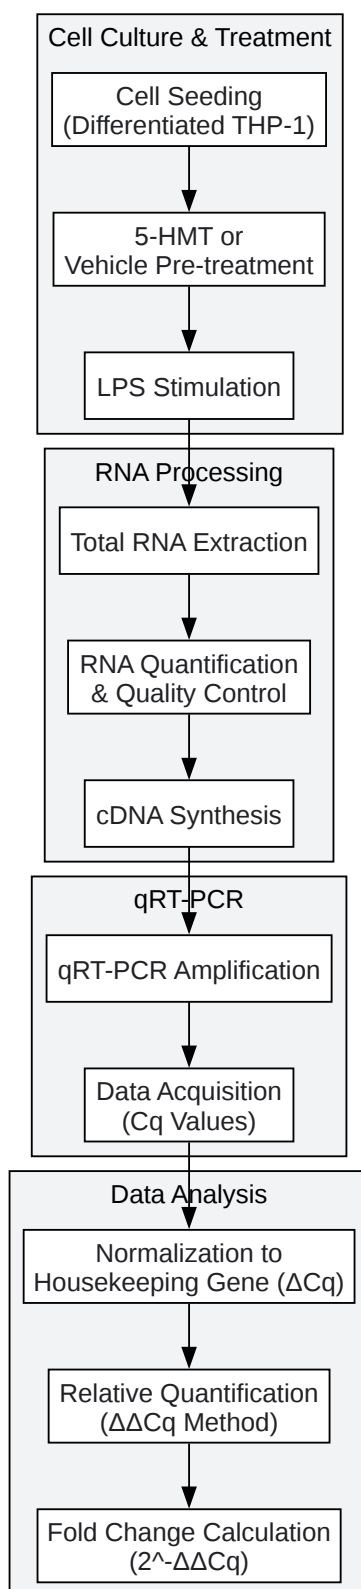 Cell Culture & Treatment
Cell Seeding
(Differentiated THP-1)
5-HMT or
Vehicle Pre-treatment
LPS Stimulation
RNA Processing
Total RNA Extraction
RNA Quantification
& Quality Control
cDNA Synthesis
qRT-PCR
qRT-PCR Amplification
Data Acquisition
(Cq Values)
Data Analysis
Normalization to
Housekeeping Gene (ΔCq)
Relative Quantification
(ΔΔCq Method)
Fold Change Calculation
(2^-ΔΔCq)